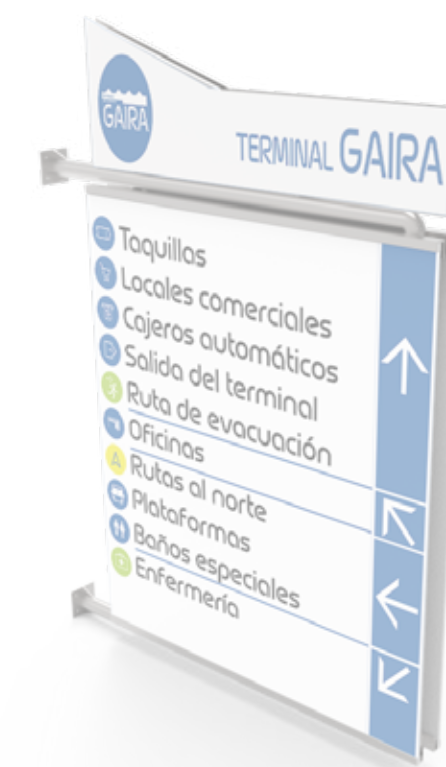 GAIRA
TERMINAL GAIRA
Taquillas
Locales comerciales
Cajeros automáticos
Salida del terminal
Ruta de evacuación
Oficinas
A
Rutas al norte
Plataformas
Baños especiales
Enfermería